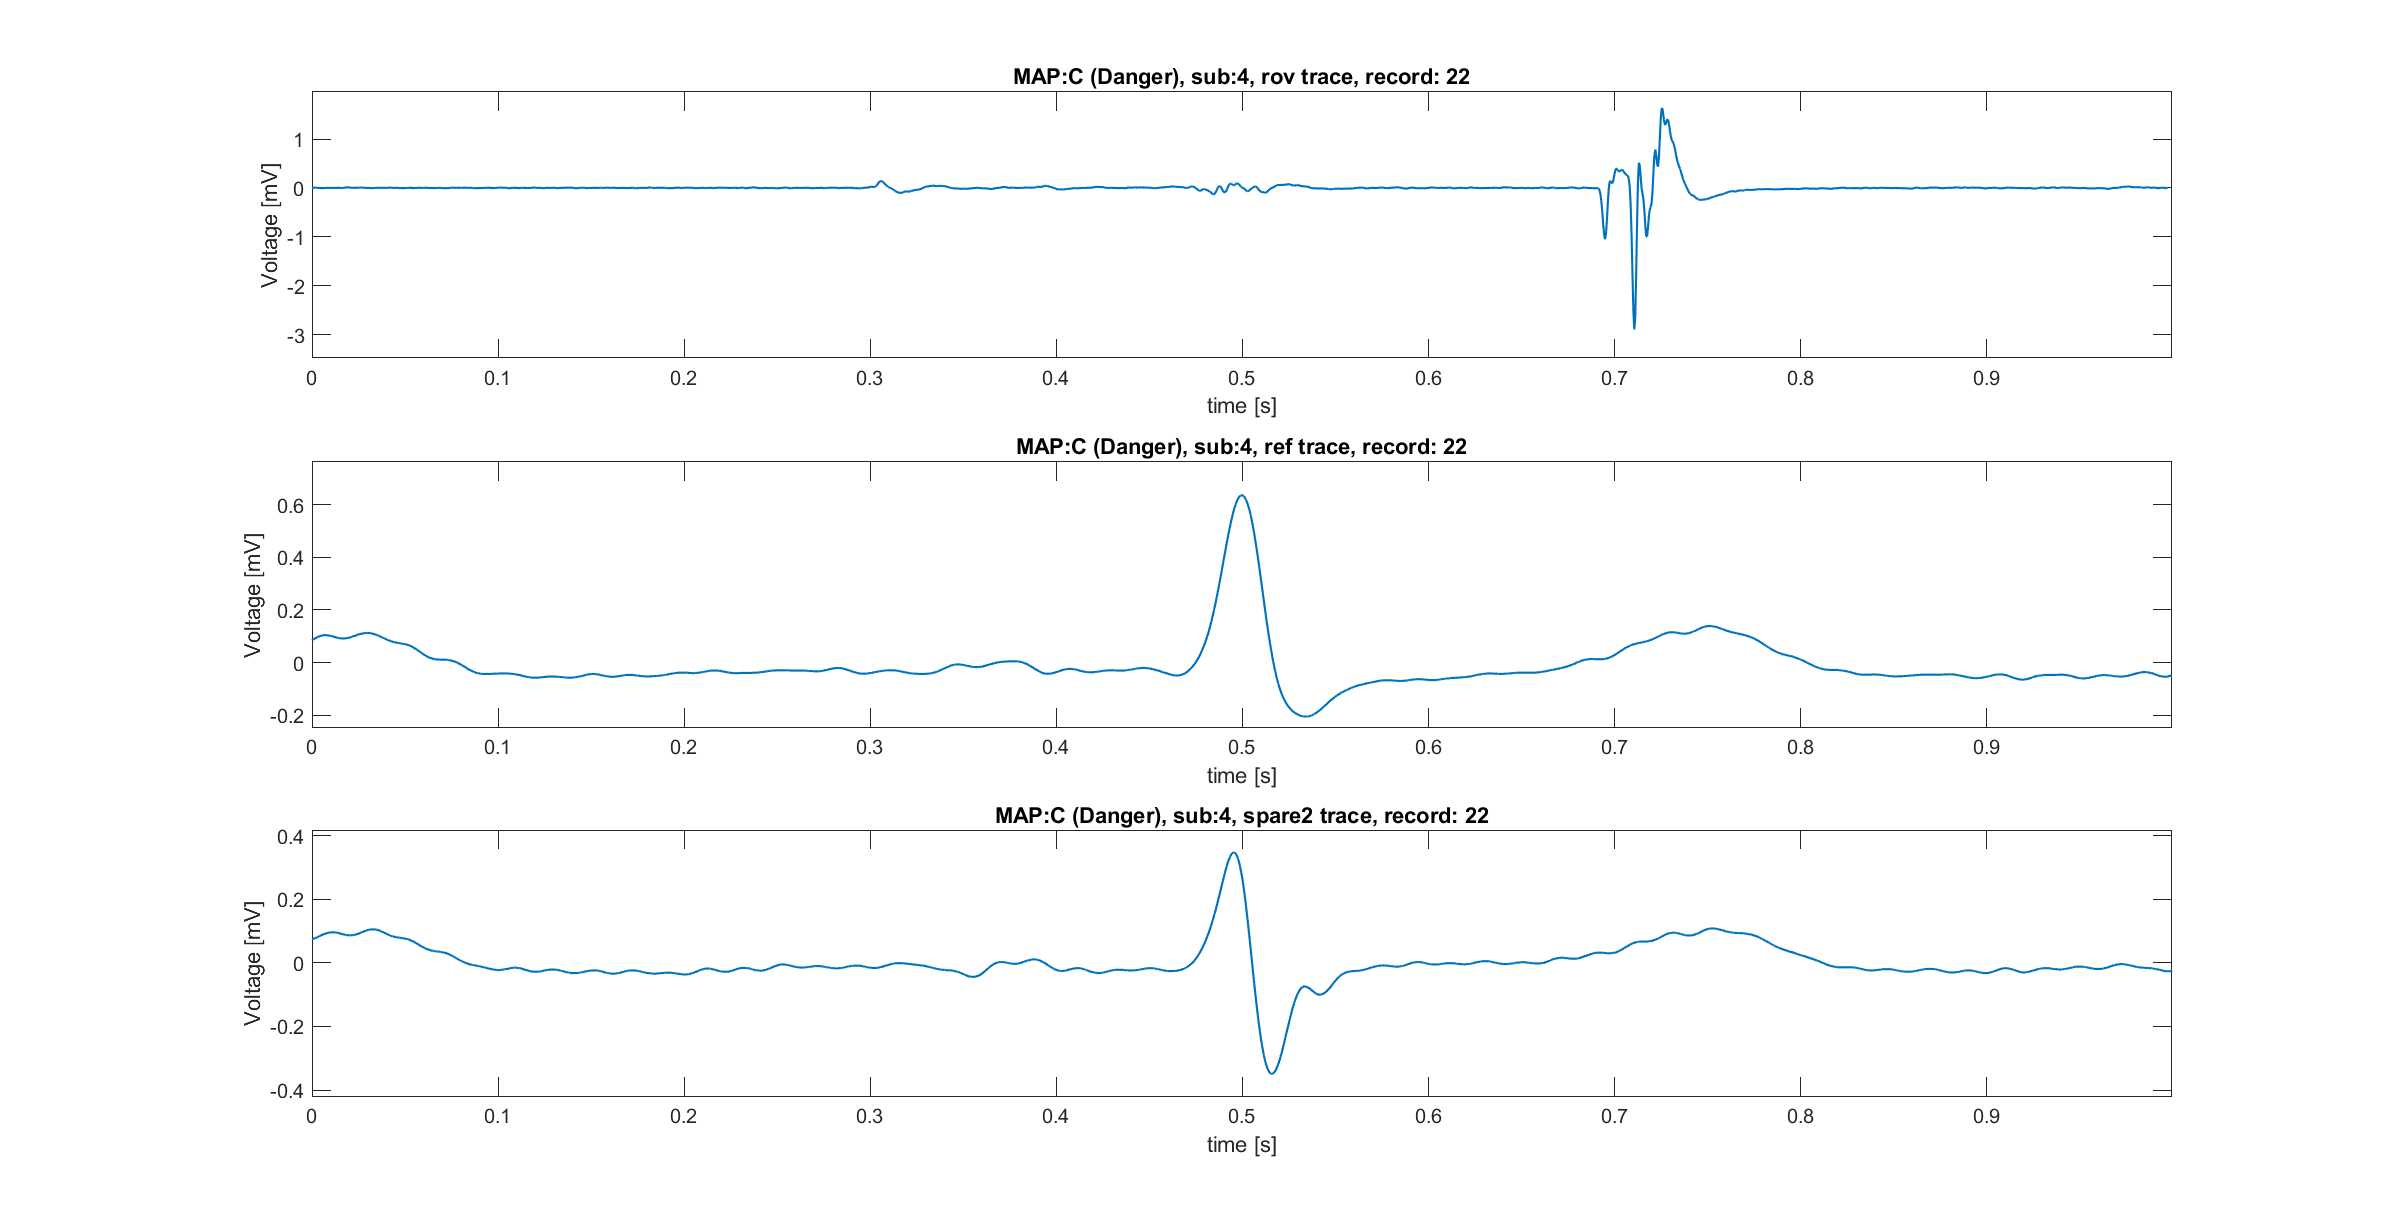 MAP:C (Danger), sub:4, rov trace, record: 22
Voltage [mV]
1
0
-1
-2
-3
0 0.1 0.2 0.3 0.4 0.5 0.6 0.7 0.8 0.9
time [s]
MAP:C (Danger), sub:4, ref trace, record: 22
Voltage [mV]
0.6
0.4
0.2
0
-0.2
0 0.1 0.2 0.3 0.4 0.5 0.6 0.7 0.8 0.9
time [s]
MAP:C (Danger), sub:4, spare2 trace, record: 22
Voltage [mV]
0.4
0.2
0
-0.2
-0.4
0 0.1 0.2 0.3 0.4 0.5 0.6 0.7 0.8 0.9
time [s]